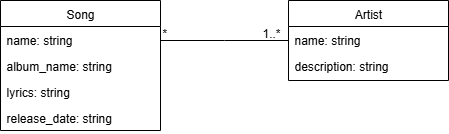 Song
name: string
album_name: string
lyrics: string
release_date: string
*
1..*
Artist
name: string
description: string